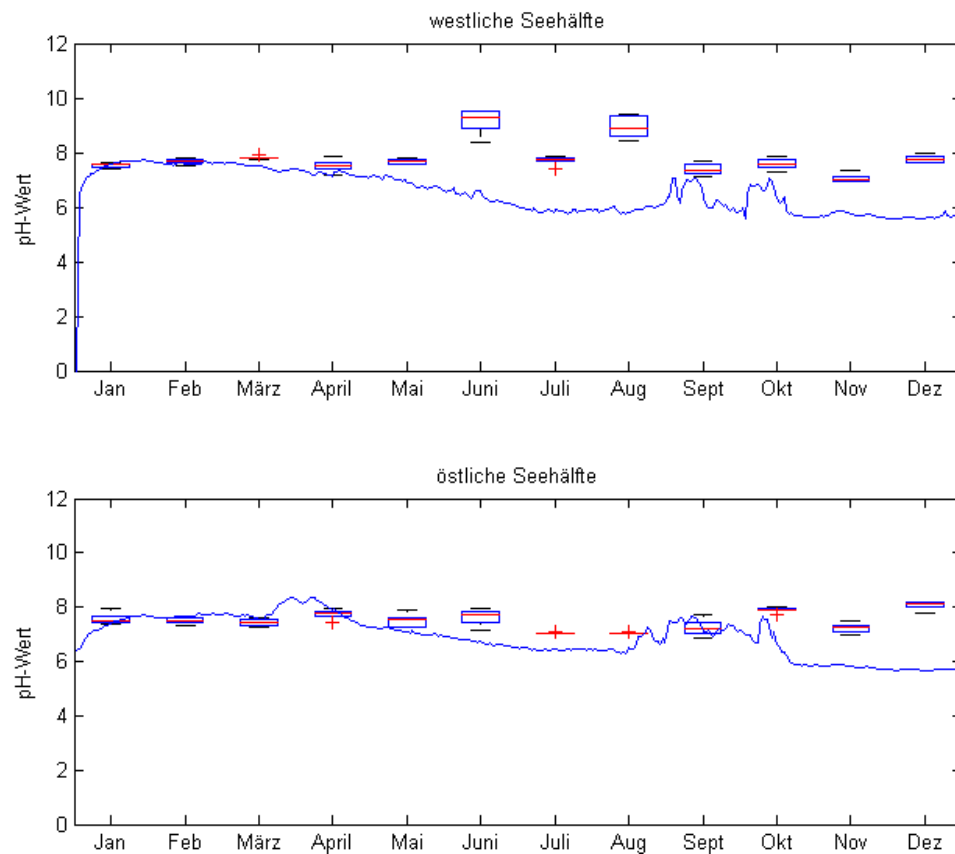 westliche Seehälfte
12
10
8
6
4
2
0
pH-Wert
Jan Feb März April Mai Juni Juli Aug Sept Okt Nov Dez
östliche Seehälfte
12
10
8
6
4
2
0
pH-Wert
Jan Feb März April Mai Juni Juli Aug Sept Okt Nov Dez